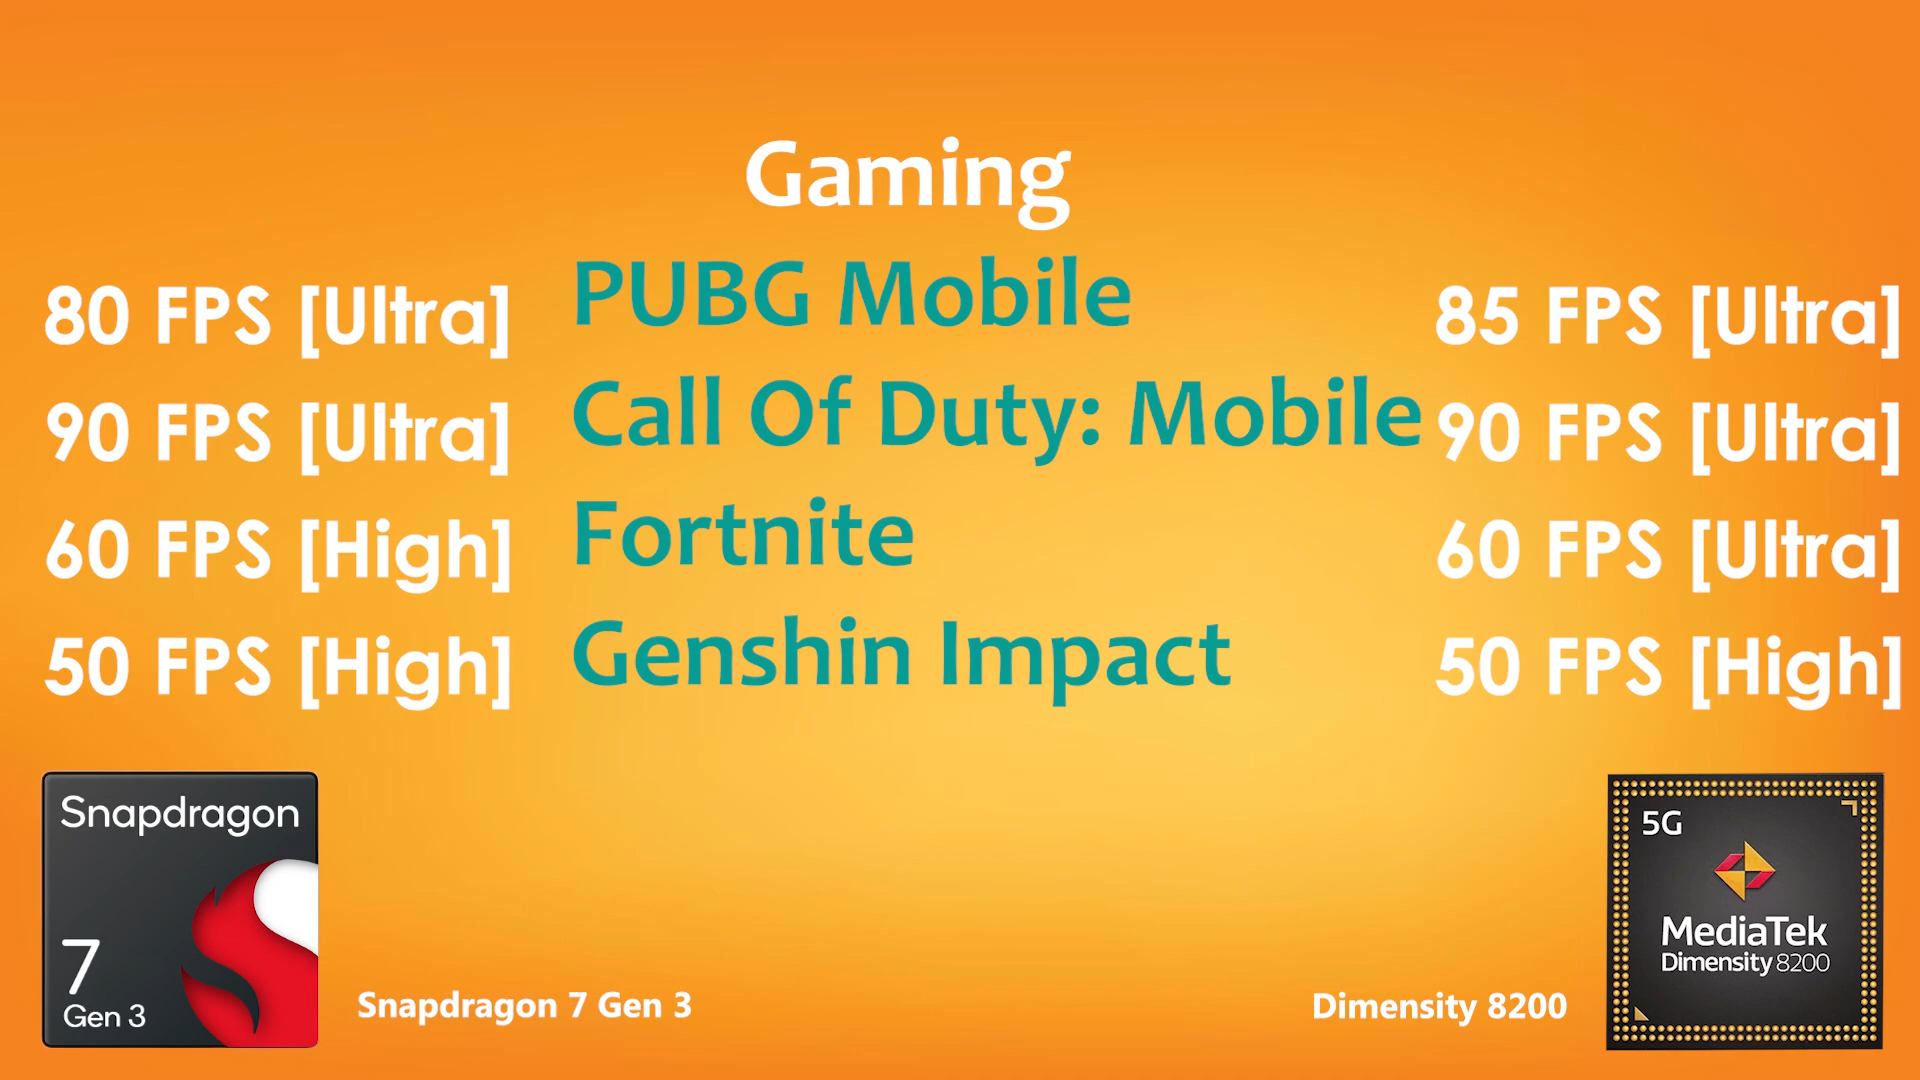 Gaming
80 FPS [Ultra] PUBG Mobile 85 FPS [Ultra]
90 FPS [Ultra] Call Of Duty: Mobile 90 FPS [Ultra]
60 FPS [High] Fortnite 60 FPS [Ultra]
50 FPS [High] Genshin Impact 50 FPS [High]
Snapdragon
7
Gen 3
Snapdragon 7 Gen 3
Dimensity 8200
5G
MediaTek
Dimensity 8200